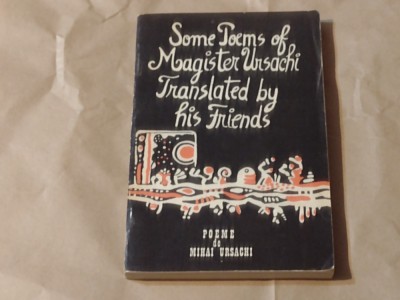 Some Poems of
Magister Ursachi
Translated by
his Friends
POEME
de
MIHAI URSACHI